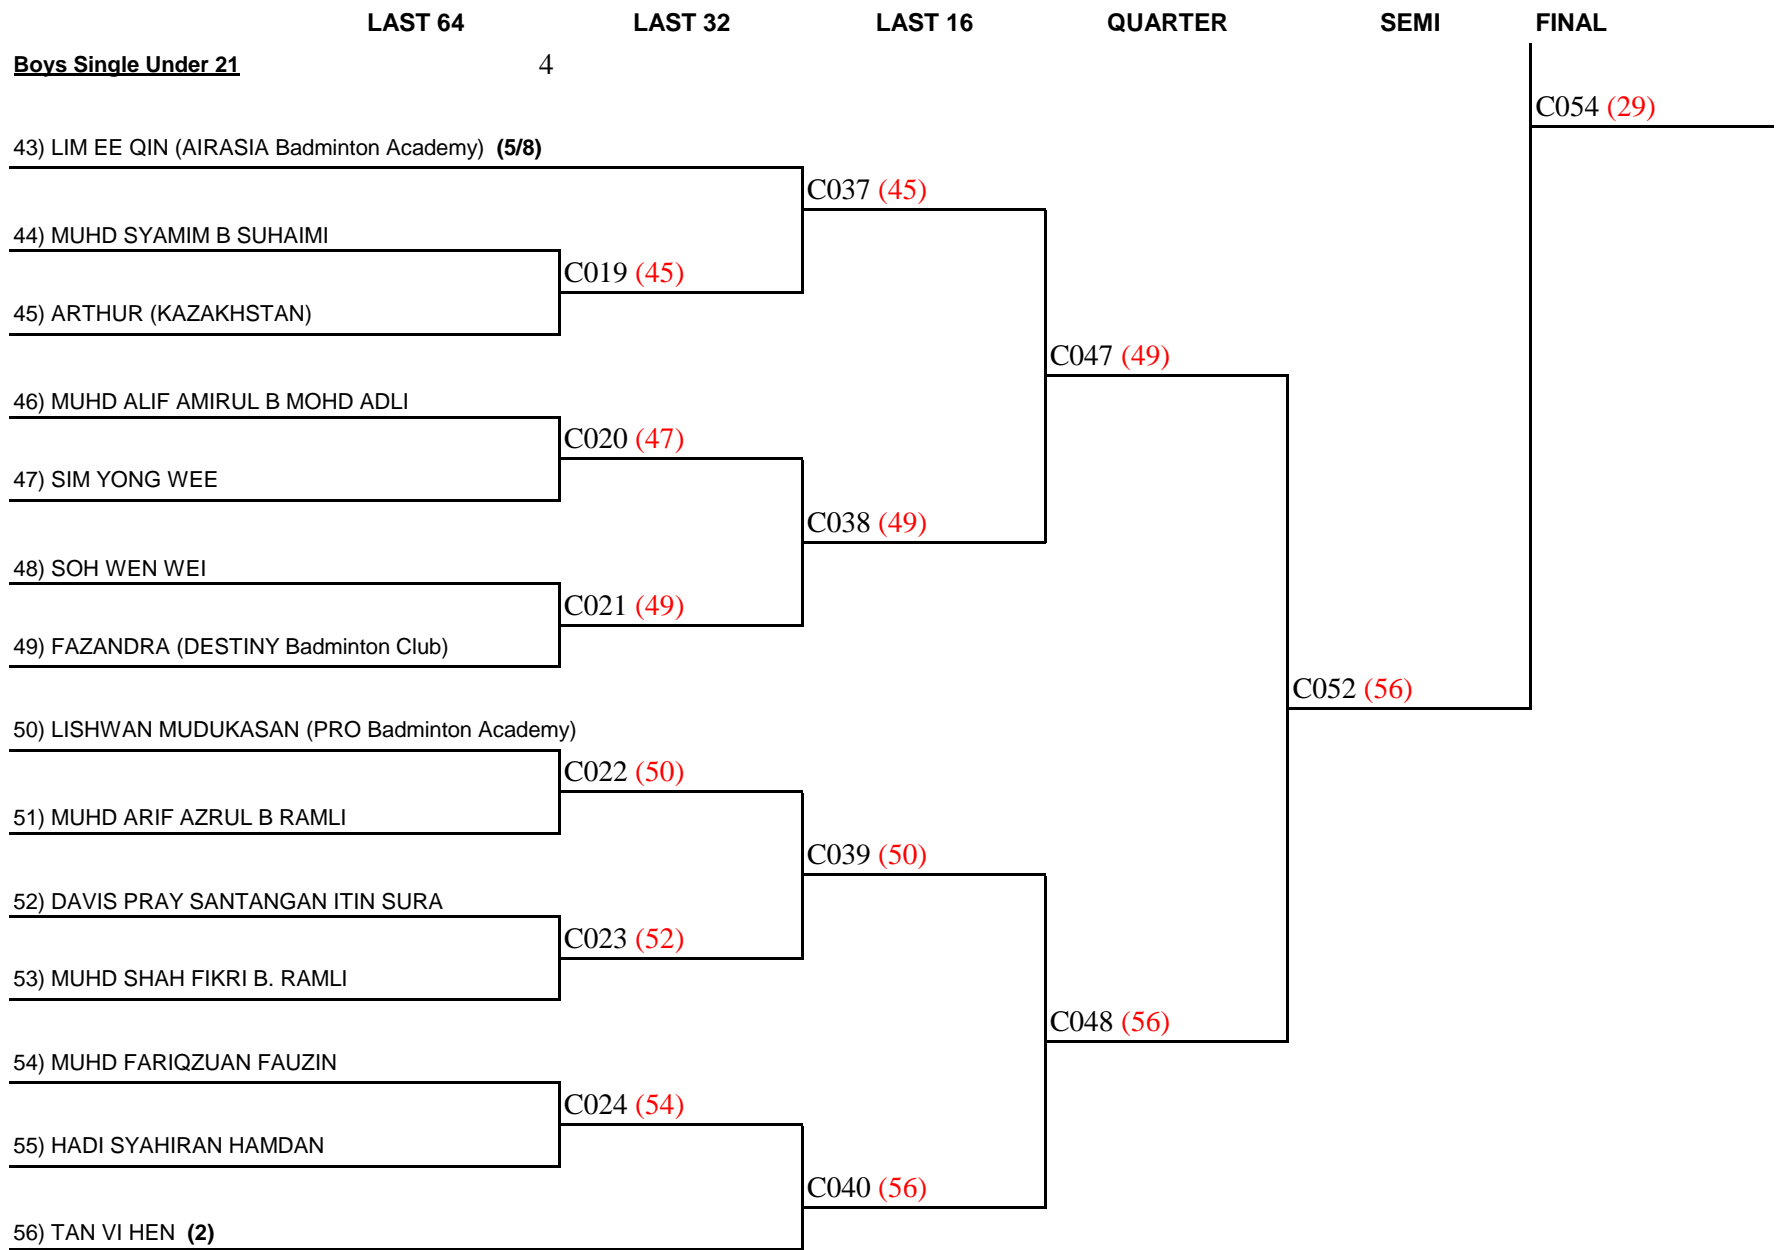 LAST 64 LAST 32 LAST 16 QUARTER SEMI FINAL
Boys Single Under 21 4
C054 (29)
43) LIM EE QIN (AIRASIA Badminton Academy) (5/8)
C037 (45)
44) MUHD SYAMIM B SUHAIMI
C019 (45)
45) ARTHUR (KAZAKHSTAN)
C047 (49)
46) MUHD ALIF AMIRUL B MOHD ADLI
C020 (47)
47) SIM YONG WEE
C038 (49)
48) SOH WEN WEI
C021 (49)
49) FAZANDRA (DESTINY Badminton Club)
C052 (56)
50) LISHWAN MUDUKASAN (PRO Badminton Academy)
C022 (50)
51) MUHD ARIF AZRUL B RAMLI
C039 (50)
52) DAVIS PRAY SANTANGAN ITIN SURA
C023 (52)
53) MUHD SHAH FIKRI B. RAMLI
C048 (56)
54) MUHD FARIQZUAN FAUZIN
C024 (54)
55) HADI SYAHIRAN HAMDAN
C040 (56)
56) TAN VI HEN (2)